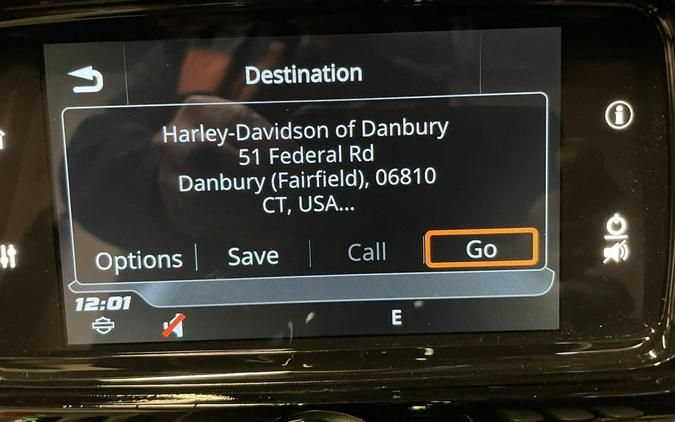 Destination
Harley-Davidson of Danbury
51 Federal Rd
Danbury (Fairfield), 06810
CT, USA...
Options Save Call Go
12:01
E